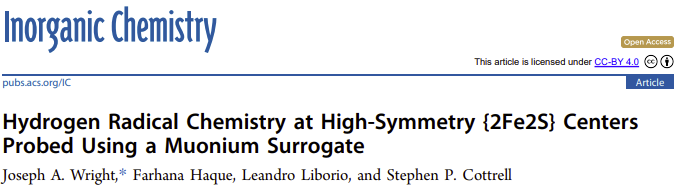 Inorganic Chemistry
Open Access
This article is licensed under CC-BY 4.0
pubs.acs.org/IC
Article
Hydrogen Radical Chemistry at High-Symmetry {2Fe2S} Centers
Probed Using a Muonium Surrogate
Joseph A. Wright,* Farhana Haque, Leandro Liborio, and Stephen P. Cottrell